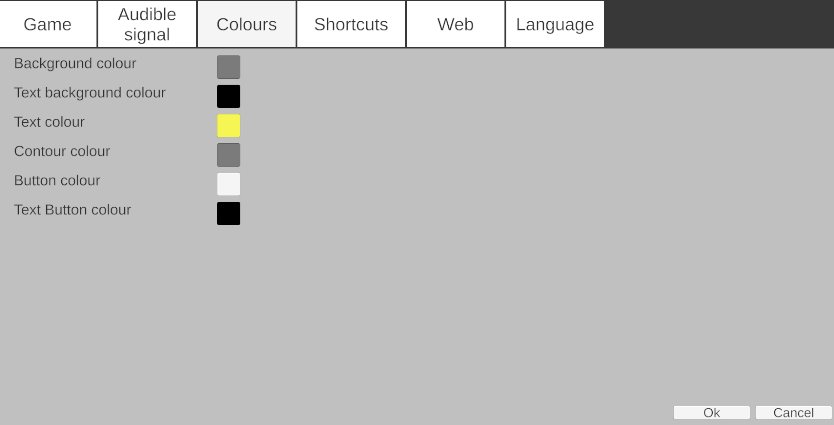 Game
Audible
signal
Colours
Shortcuts
Web
Language
Background colour
Text background colour
Text colour
Contour colour
Button colour
Text Button colour
Ok
Cancel